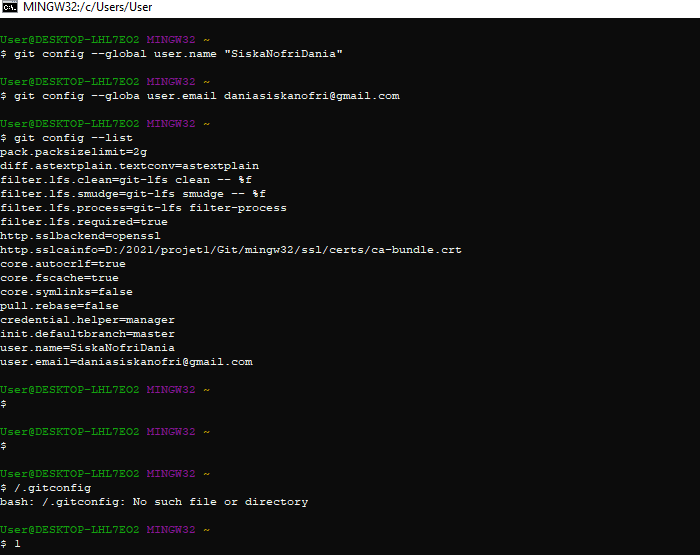 MINGW32:/c/Users/User
User@DESKTOP-LHL7EO2 MINGW32 ~
$ git config --global user.name "SiskaNofriDania"
User@DESKTOP-LHL7EO2 MINGW32 ~
$ git config --globa user.email daniasiskanofri@gmail.com
User@DESKTOP-LHL7EO2 MINGW32 ~
$ git config --list
pack.packsizelimit=2g
diff.astextplain.textconv=astextplain
filter.lfs.clean=git-lfs clean -- %f
filter.lfs.smudge=git-lfs smudge -- %f
filter.lfs.process=git-lfs filter-process
filter.lfs.required=true
http.sslbackend=openssl
http.sslcainfo=D:/2021/projet1/Git/mingw32/ssl/certs/ca-bundle.crt
core.autocrlf=true
core.fscache=true
core.symlinks=false
pull.rebase=false
credential.helper=manager
init.defaultbranch=master
user.name=SiskaNofriDania
user.email=daniasiskanofri@gmail.com
User@DESKTOP-LHL7EO2 MINGW32 ~
$
User@DESKTOP-LHL7EO2 MINGW32 ~
$
User@DESKTOP-LHL7EO2 MINGW32 ~
$ /.gitconfig
bash: /.gitconfig: No such file or directory
User@DESKTOP-LHL7EO2 MINGW32 ~
$ l